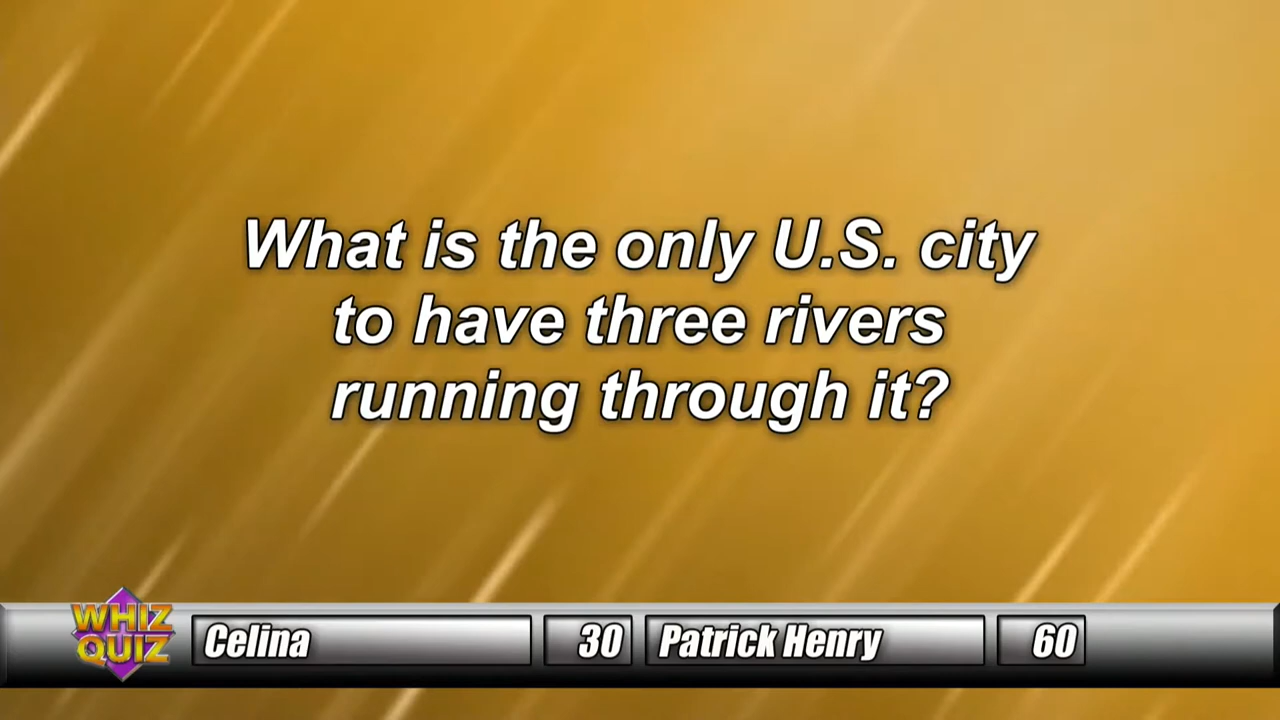 What is the only U.S. city
to have three rivers
running through it?
WHIZ
QUIZ
Celina 30 Patrick Henry 60